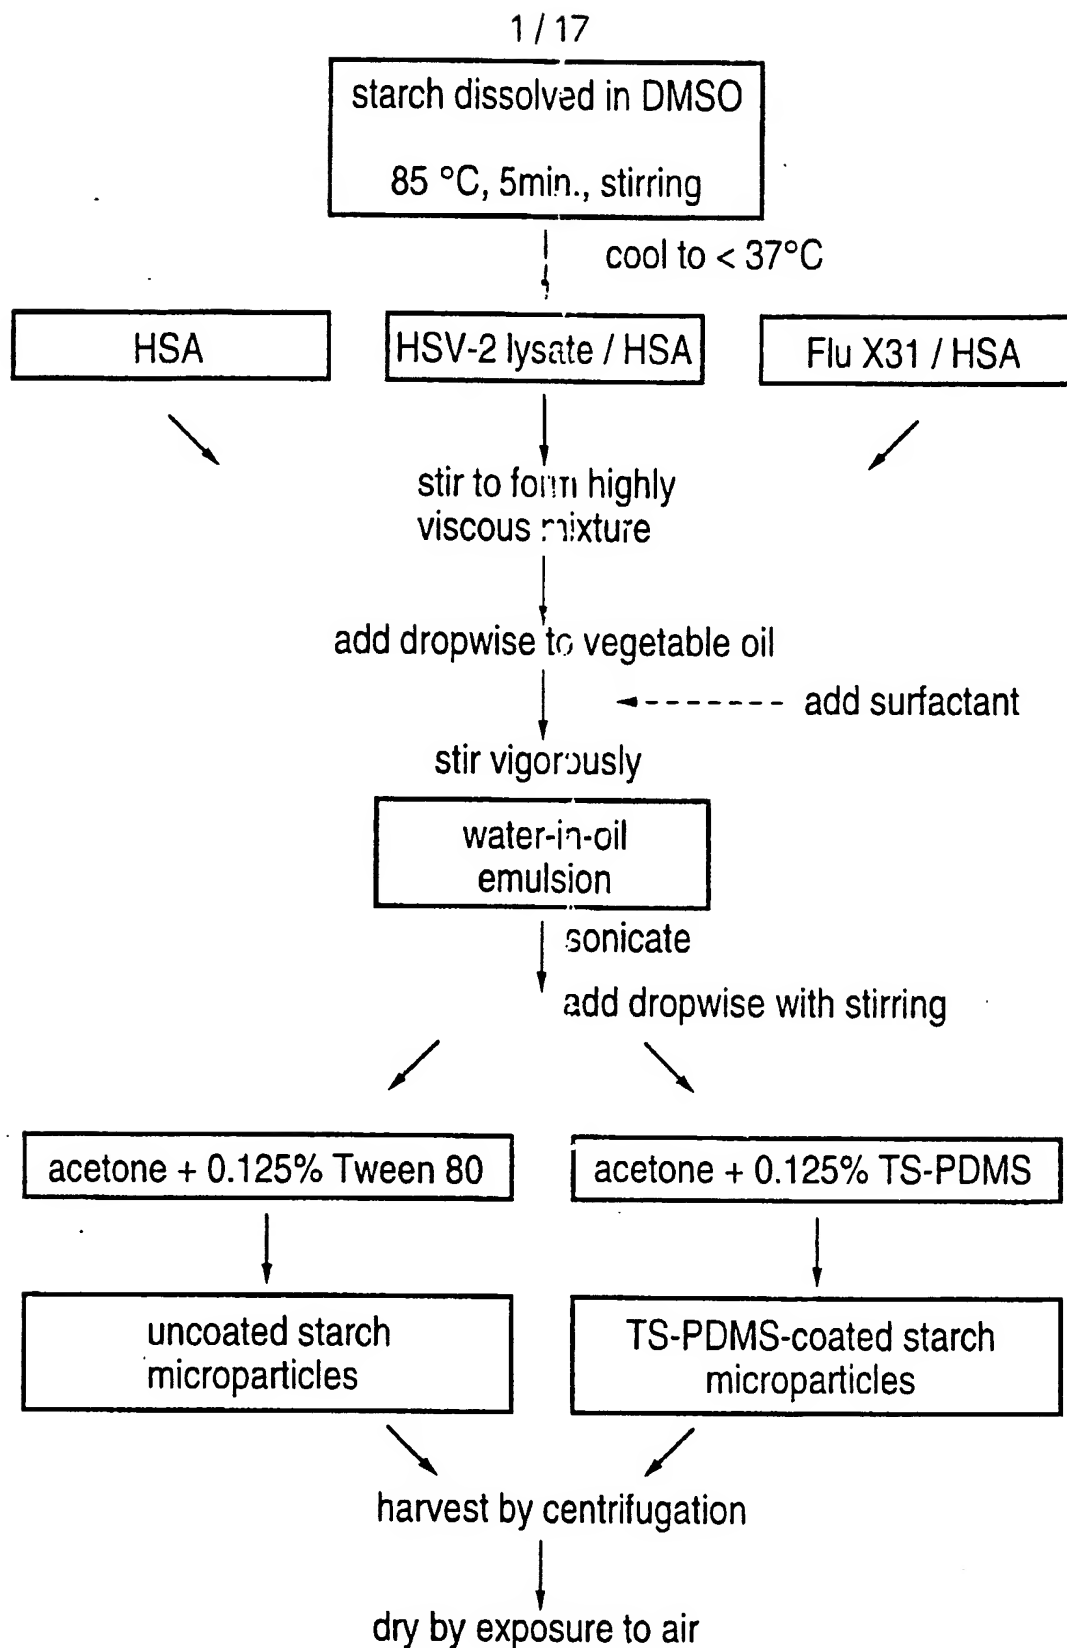 1 / 17
starch dissolved in DMSO
85 °C, 5min., stirring
cool to < 37°C
HSA
HSV-2 lysate / HSA
Flu X31 / HSA
stir to form highly
viscous mixture
add dropwise to vegetable oil
add surfactant
stir vigorously
water-in-oil
emulsion
sonicate
add dropwise with stirring
acetone + 0.125% Tween 80
acetone + 0.125% TS-PDMS
uncoated starch
microparticles
TS-PDMS-coated starch
microparticles
harvest by centrifugation
dry by exposure to air